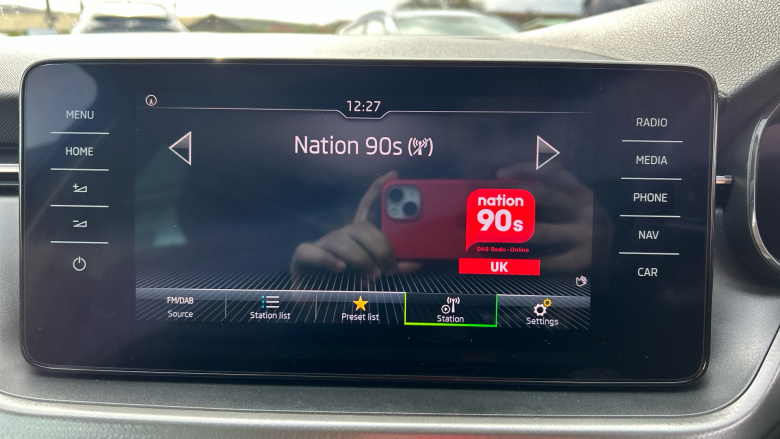 12:27
MENU
HOME
Nation 90s
nation
90s
DAB Radio - Online
UK
RADIO
MEDIA
PHONE
NAV
CAR
FM/DAB
Source
Station list
Preset list
Station
Settings